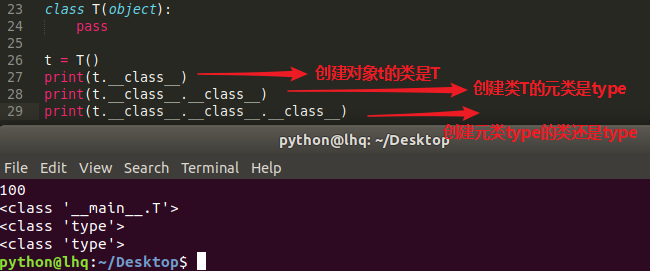 23 class T(object):
24     pass
25
26 t = T()
27 print(t.__class__) 创建对象t的类是T
28 print(t.__class__.__class__) 创建类T的元类是type
29 print(t.__class__.__class__.__class__)
创建元类type的类还是type
python@lhq: ~/Desktop
File Edit View Search Terminal Help
100
<class '__main__.T'>
<class 'type'>
<class 'type'>
python@lhq:~/Desktop$